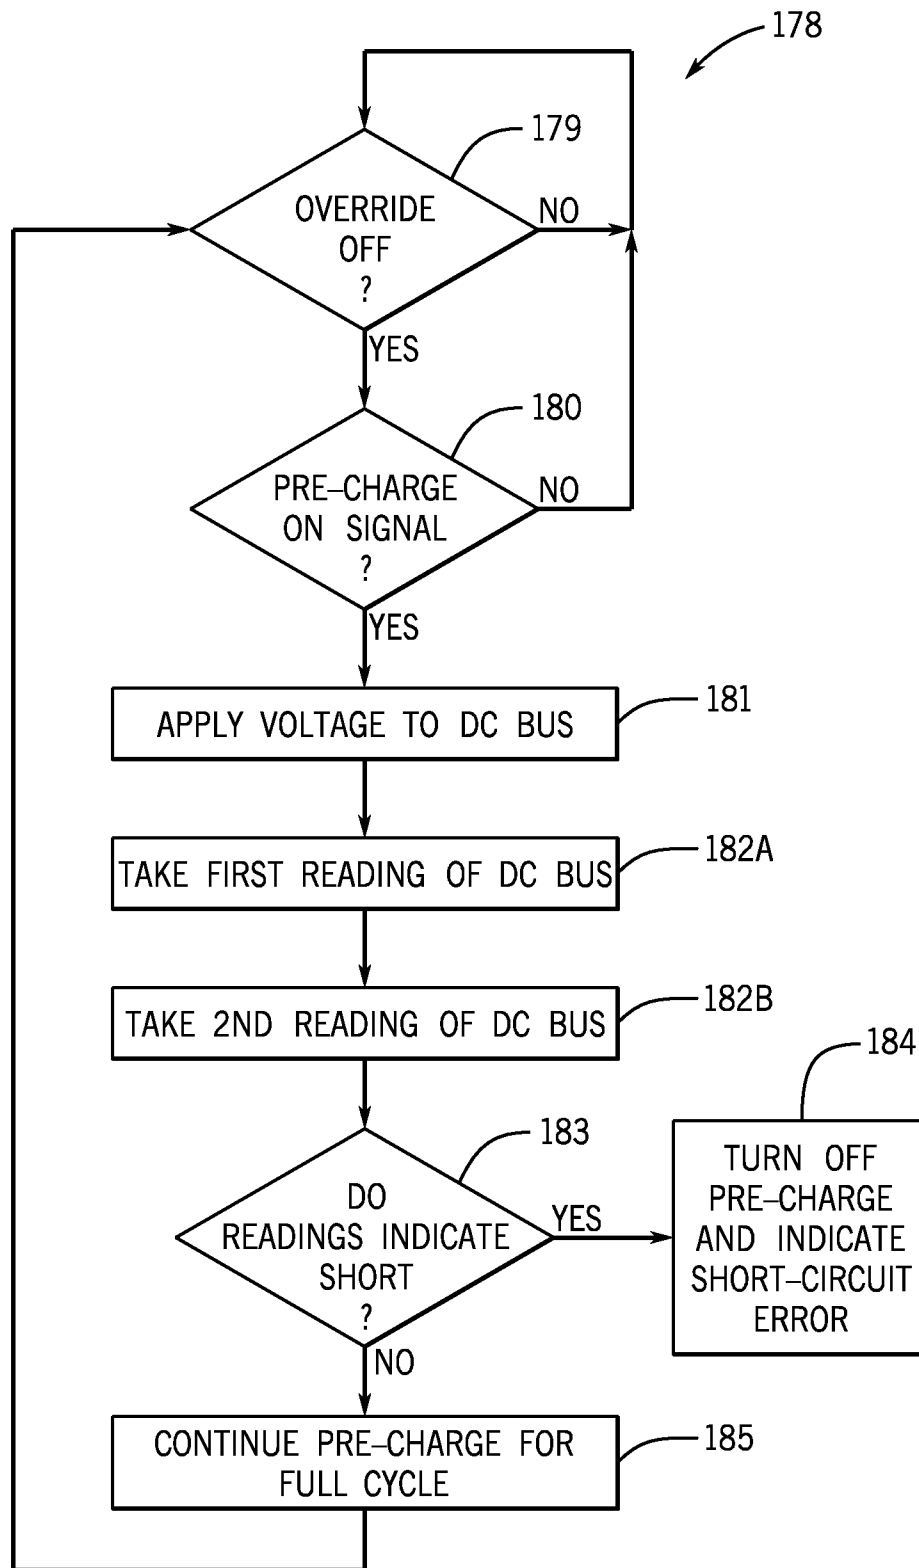 178
179
OVERRIDE
OFF
?
NO
YES
180
PRE–CHARGE
ON SIGNAL
?
NO
YES
181
APPLY VOLTAGE TO DC BUS
182A
TAKE FIRST READING OF DC BUS
182B
TAKE 2ND READING OF DC BUS
184
183
DO
READINGS INDICATE
SHORT
?
YES
TURN OFF
PRE–CHARGE
AND INDICATE
SHORT–CIRCUIT
ERROR
NO
185
CONTINUE PRE–CHARGE FOR
FULL CYCLE